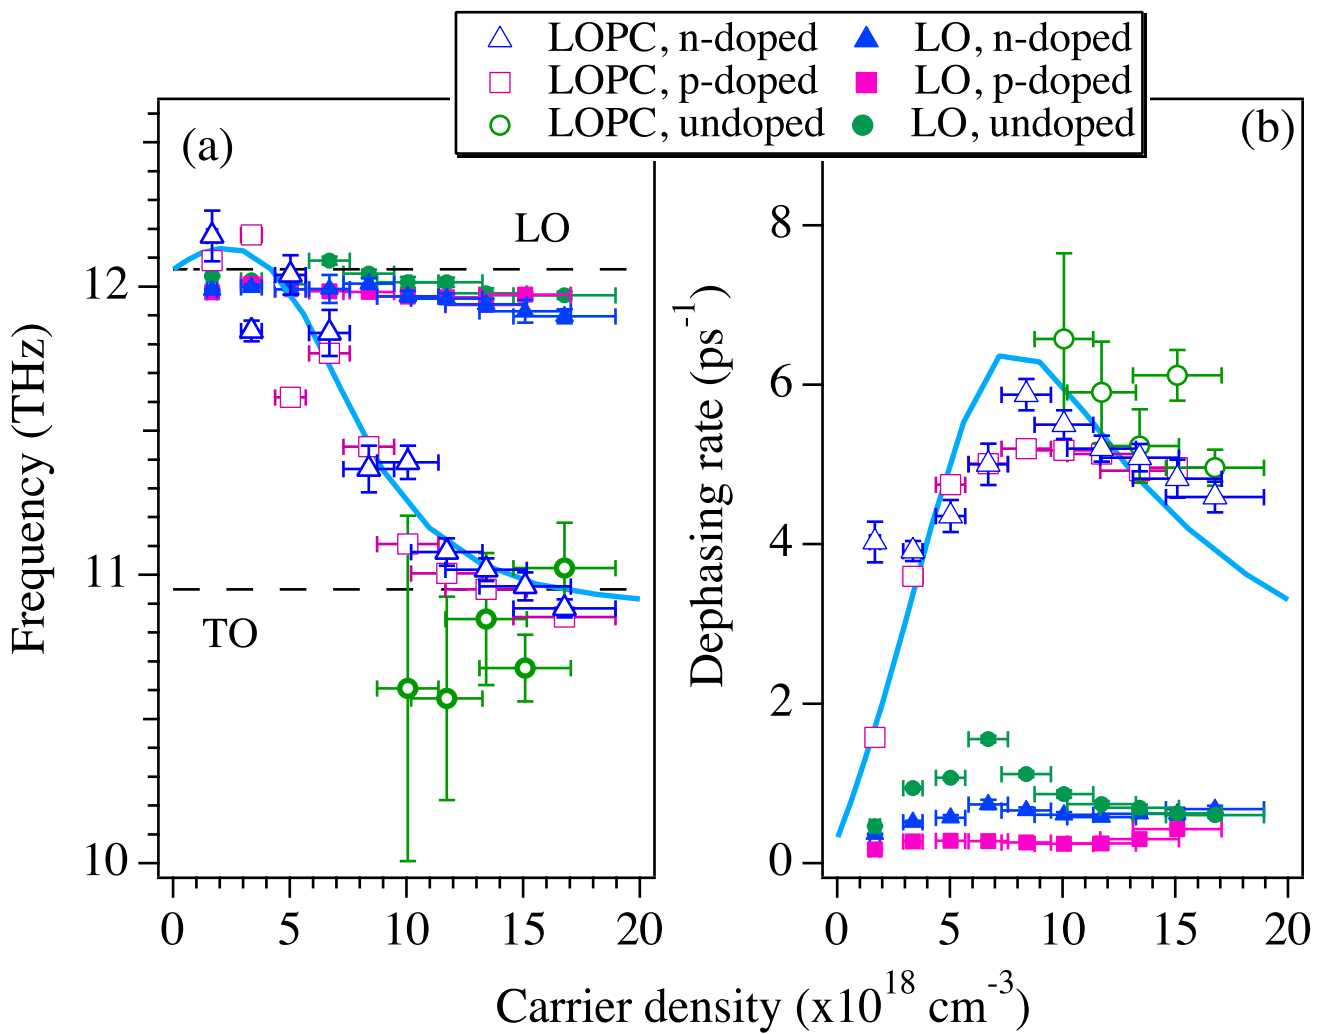 LOPC, n-doped LO, n-doped
LOPC, p-doped LO, p-doped
LOPC, undoped LO, undoped
(a)
LO
TO
12
11
10
Frequency (THz)
0 5 10 15 20
(b)
8
6
4
2
0
Dephasing rate (ps⁻¹)
0 5 10 15 20
Carrier density (x10¹⁸ cm⁻³)